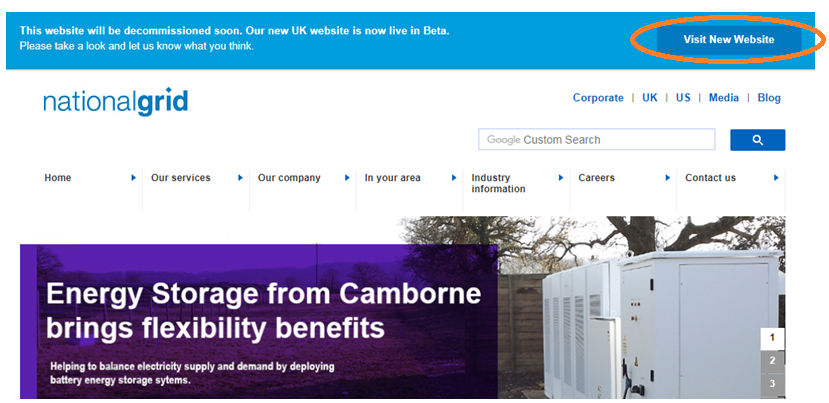 This website will be decommissioned soon. Our new UK website is now live in Beta.
Please take a look and let us know what you think.
Visit New Website
nationalgrid
Corporate | UK | US | Media | Blog
Google Custom Search
Home
Our services
Our company
In your area
Industry
information
Careers
Contact us
Energy Storage from Camborne
brings flexibility benefits
Helping to balance electricity supply and demand by deploying
battery energy storage sytems.
1
2
3